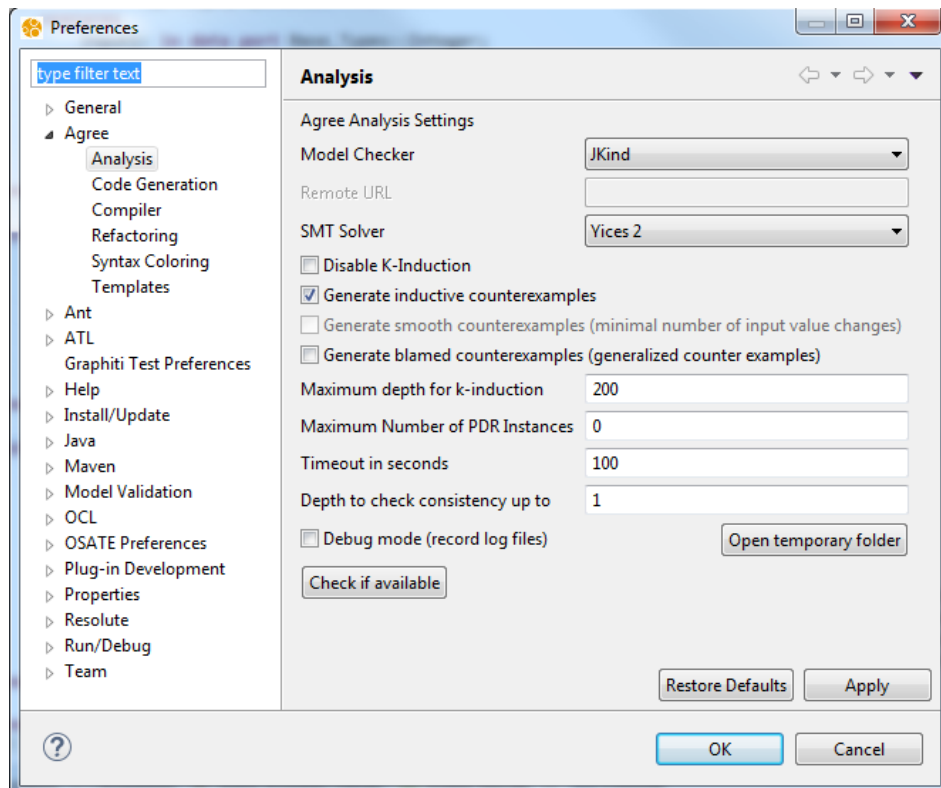 Preferences
type filter text
General
Agree
Analysis
Code Generation
Compiler
Refactoring
Syntax Coloring
Templates
Ant
ATL
Graphiti Test Preferences
Help
Install/Update
Java
Maven
Model Validation
OCL
OSATE Preferences
Plug-in Development
Properties
Resolute
Run/Debug
Team
Analysis
Agree Analysis Settings
Model Checker JKind
Remote URL
SMT Solver Yices 2
Disable K-Induction
Generate inductive counterexamples
Generate smooth counterexamples (minimal number of input value changes)
Generate blamed counterexamples (generalized counter examples)
Maximum depth for k-induction 200
Maximum Number of PDR Instances 0
Timeout in seconds 100
Depth to check consistency up to 1
Debug mode (record log files) Open temporary folder
Check if available
Restore Defaults Apply
? OK Cancel